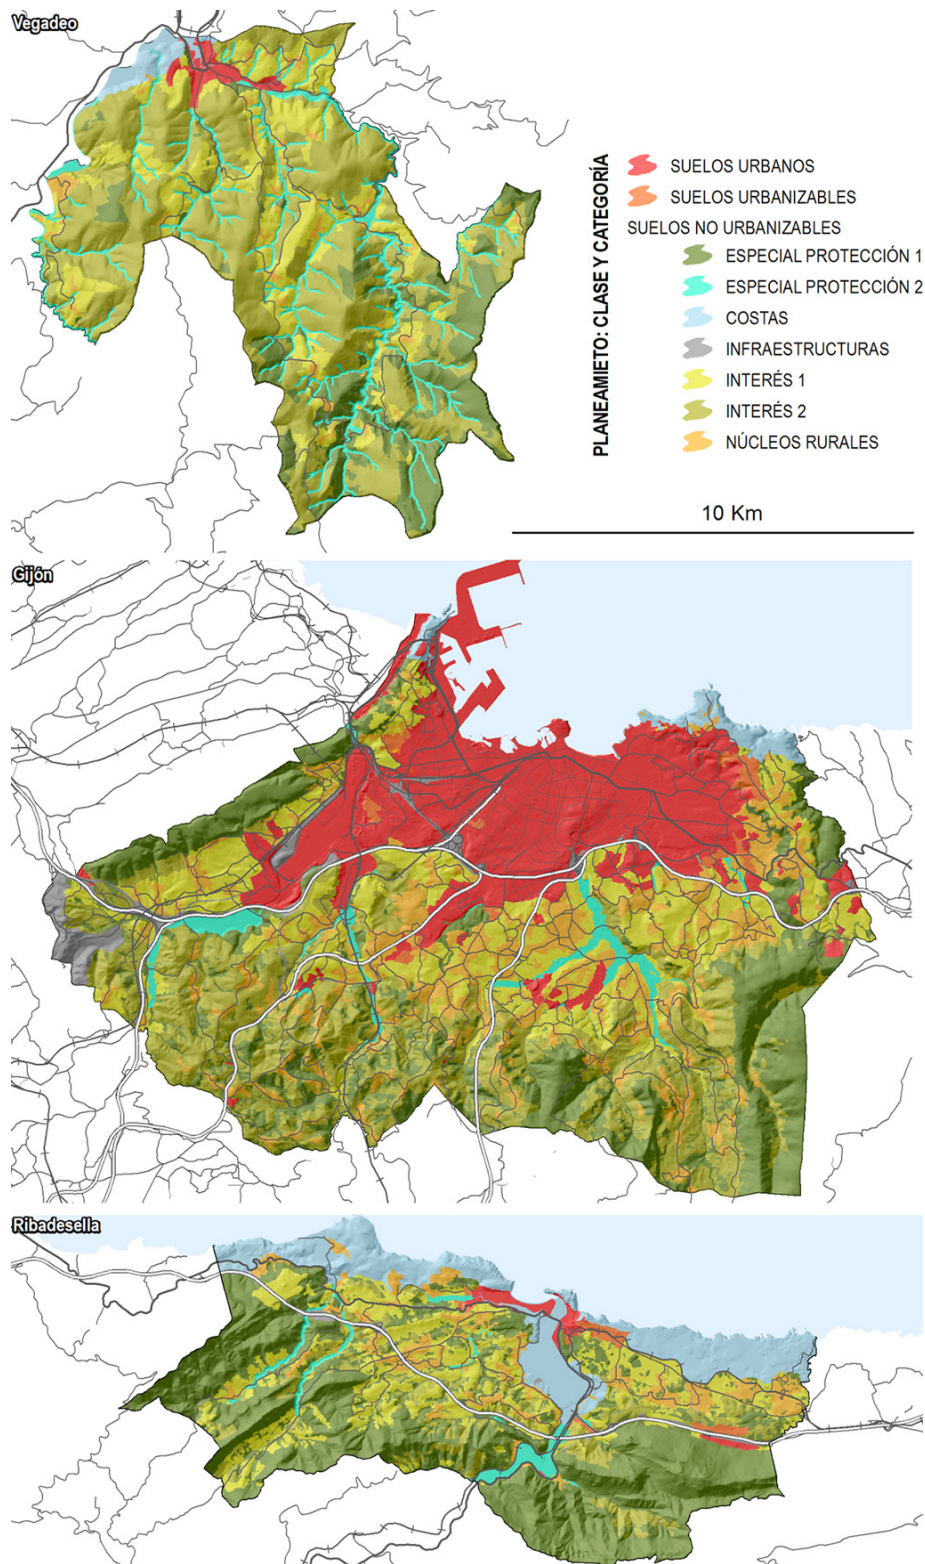 Vegadeo
PLANEAMIETO: CLASE Y CATEGORÍA
SUELOS URBANOS
SUELOS URBANIZABLES
SUELOS NO URBANIZABLES
ESPECIAL PROTECCIÓN 1
ESPECIAL PROTECCIÓN 2
COSTAS
INFRAESTRUCTURAS
INTERÉS 1
INTERÉS 2
NÚCLEOS RURALES
10 Km
Gijón
Ribadesella